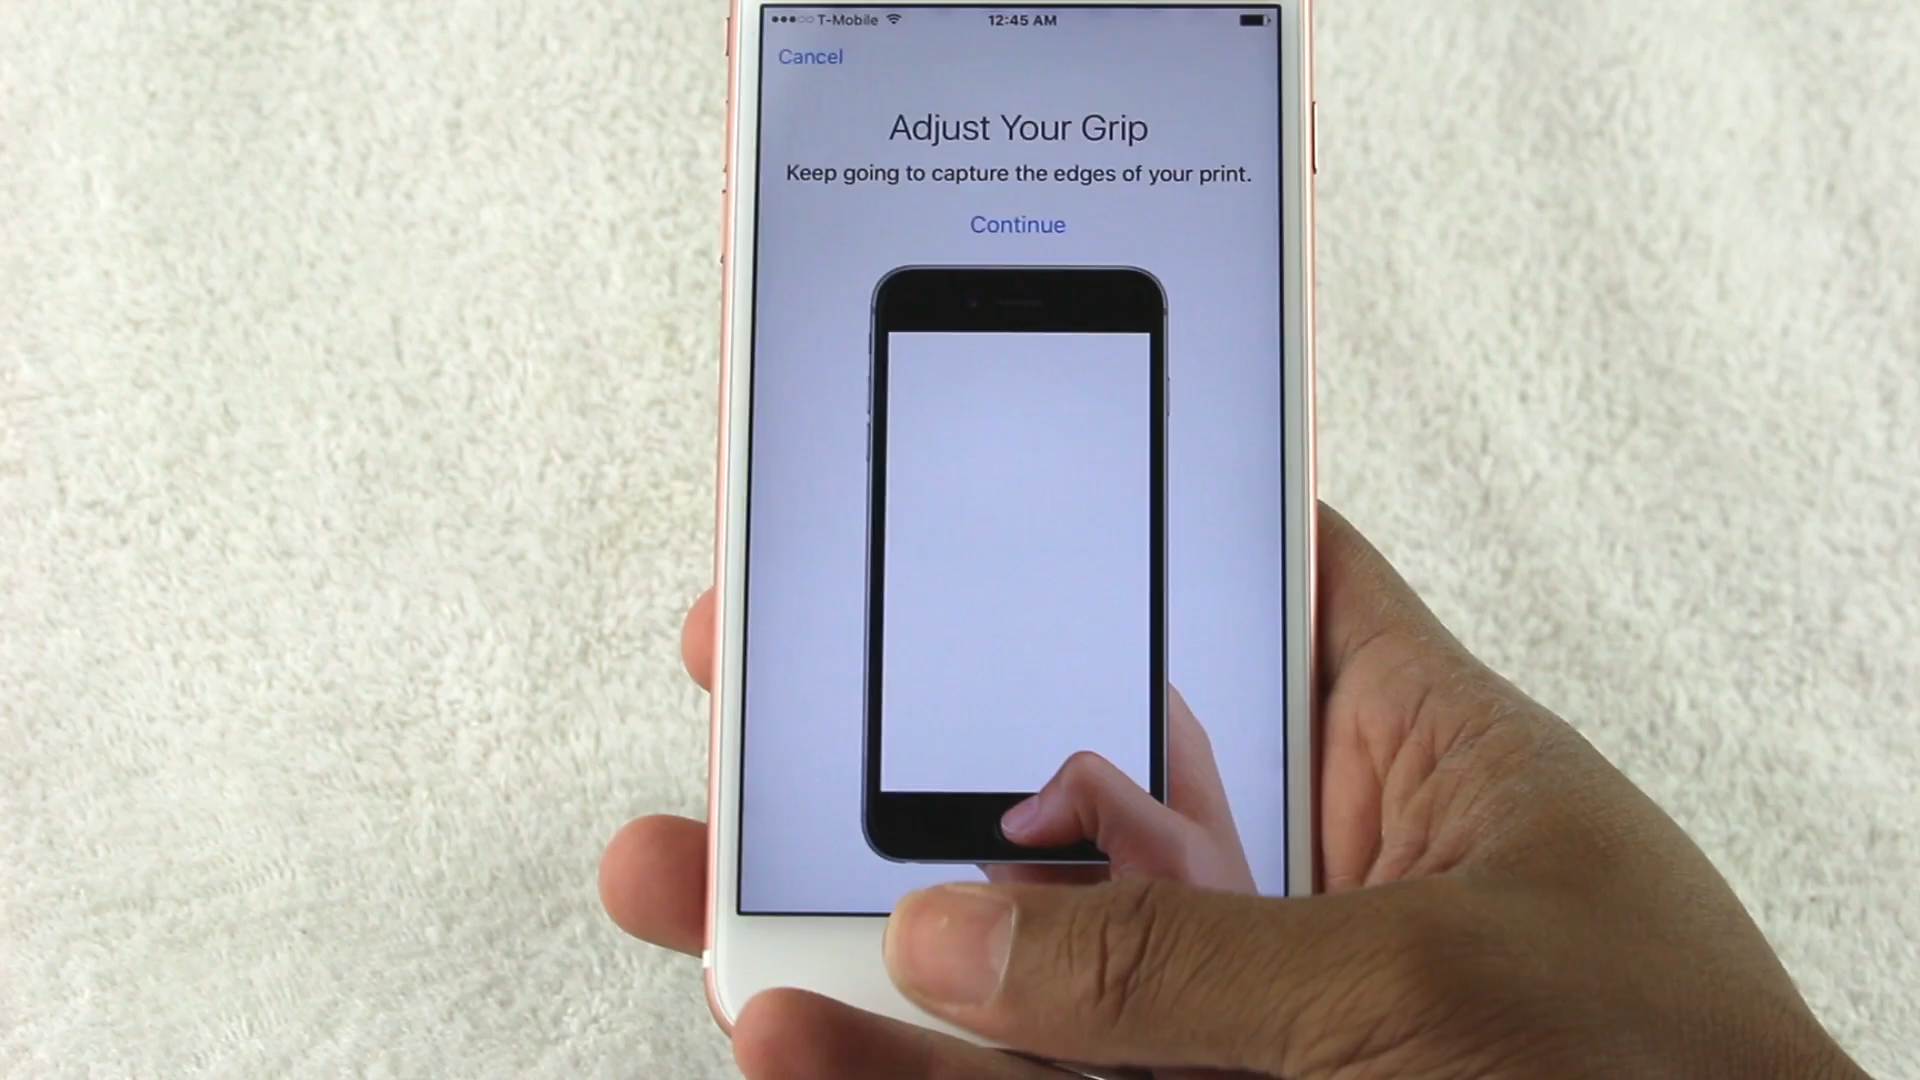 T-Mobile 12:45 AM
Cancel
Adjust Your Grip
Keep going to capture the edges of your print.
Continue